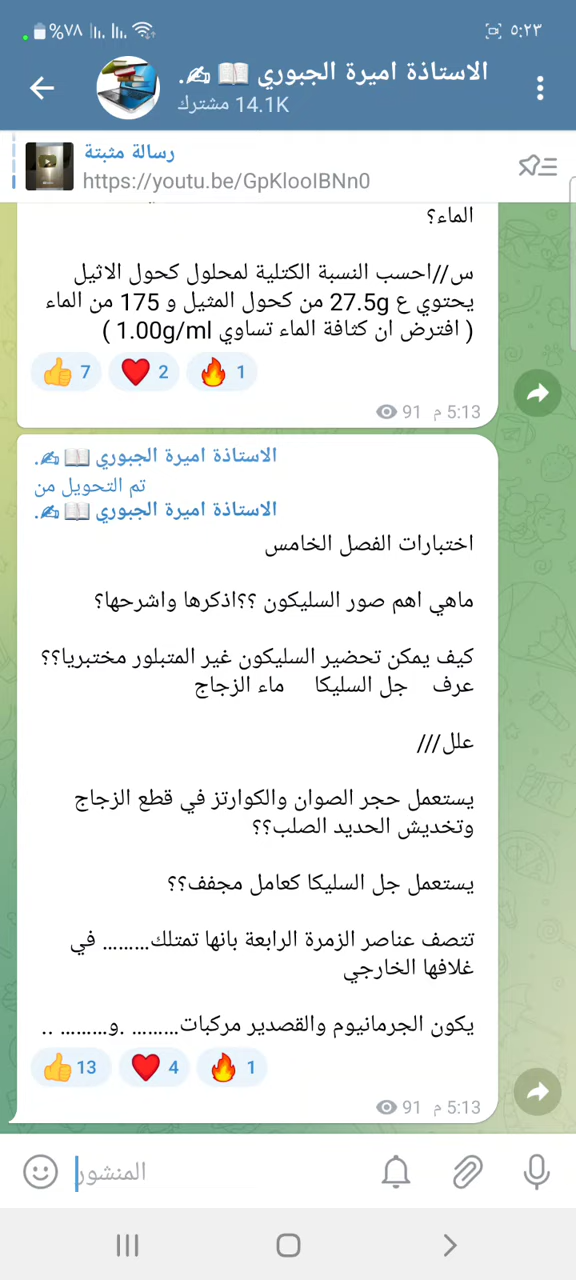 %٧٨
٥:٢٣
الاستاذة اميرة الجبوري 📖 ✍.
14.1K مشترك
رسالة مثبتة
https://youtu.be/GpKlooIBNn0
الماء؟
س//احسب النسبة الكتلية لمحلول كحول الاثيل
يحتوي ع 27.5g من كحول المثيل و 175 من الماء
( افترض ان كثافة الماء تساوي 1.00g/ml )
👍 7 ❤ 2 🔥 1
91 5:13 م
الاستاذة اميرة الجبوري 📖 ✍.
تم التحويل من
الاستاذة اميرة الجبوري 📖 ✍.
اختبارات الفصل الخامس
ماهي اهم صور السليكون ؟؟اذكرها واشرحها؟
كيف يمكن تحضير السليكون غير المتبلور مختبريا؟؟
عرف جل السليكا ماء الزجاج
علل///
يستعمل حجر الصوان والكوارتز في قطع الزجاج
وتخديش الحديد الصلب؟؟
يستعمل جل السليكا كعامل مجفف؟؟
تتصف عناصر الزمرة الرابعة بانها تمتلك......... في
غلافها الخارجي
يكون الجرمانيوم والقصدير مركبات......... .و......... ..
👍 13 ❤ 4 🔥 1
91 5:13 م
المنشور